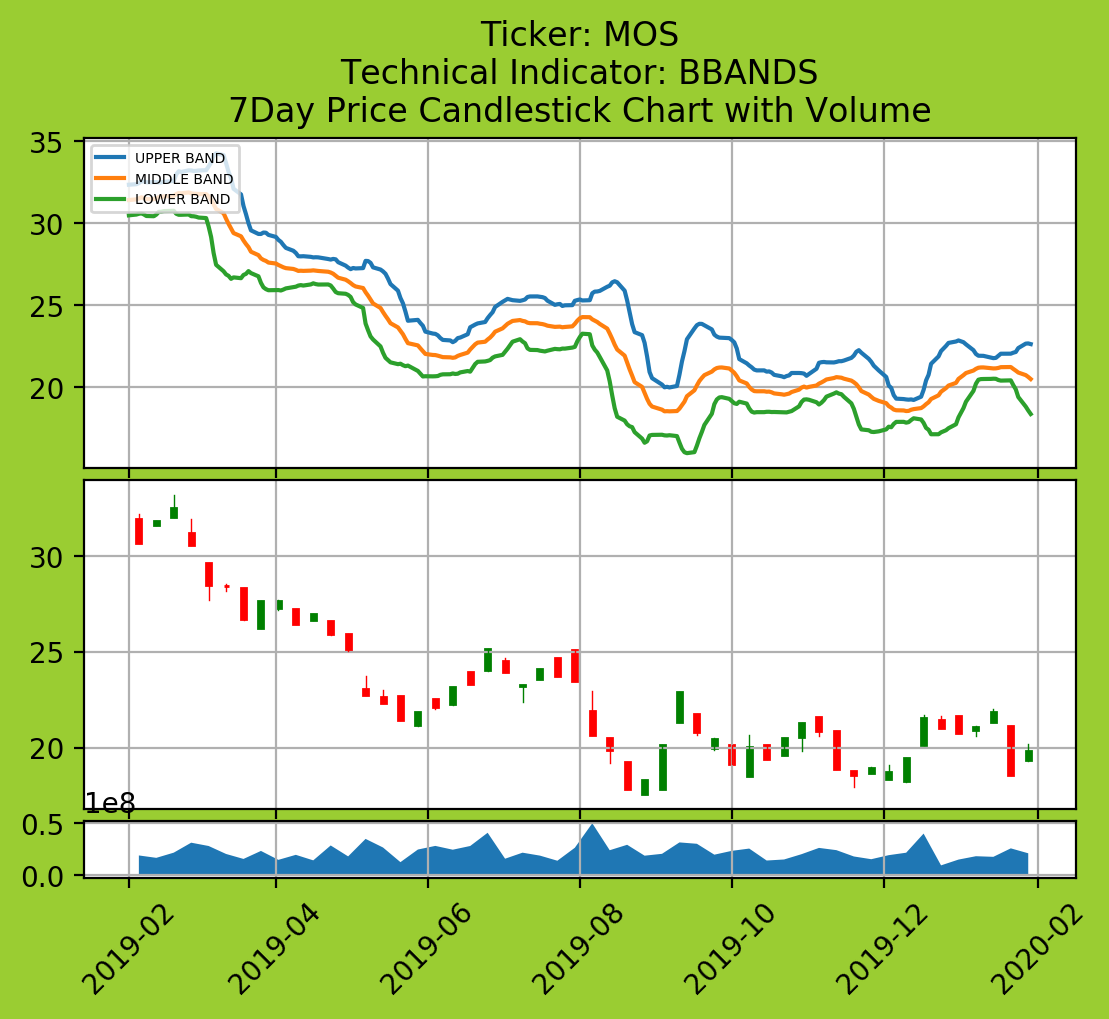 Ticker: MOS
Technical Indicator: BBANDS
7Day Price Candlestick Chart with Volume
35
30
25
20
UPPER BAND
MIDDLE BAND
LOWER BAND
30
25
20
1e8
0.5
0.0
2019-02
2019-04
2019-06
2019-08
2019-10
2019-12
2020-02